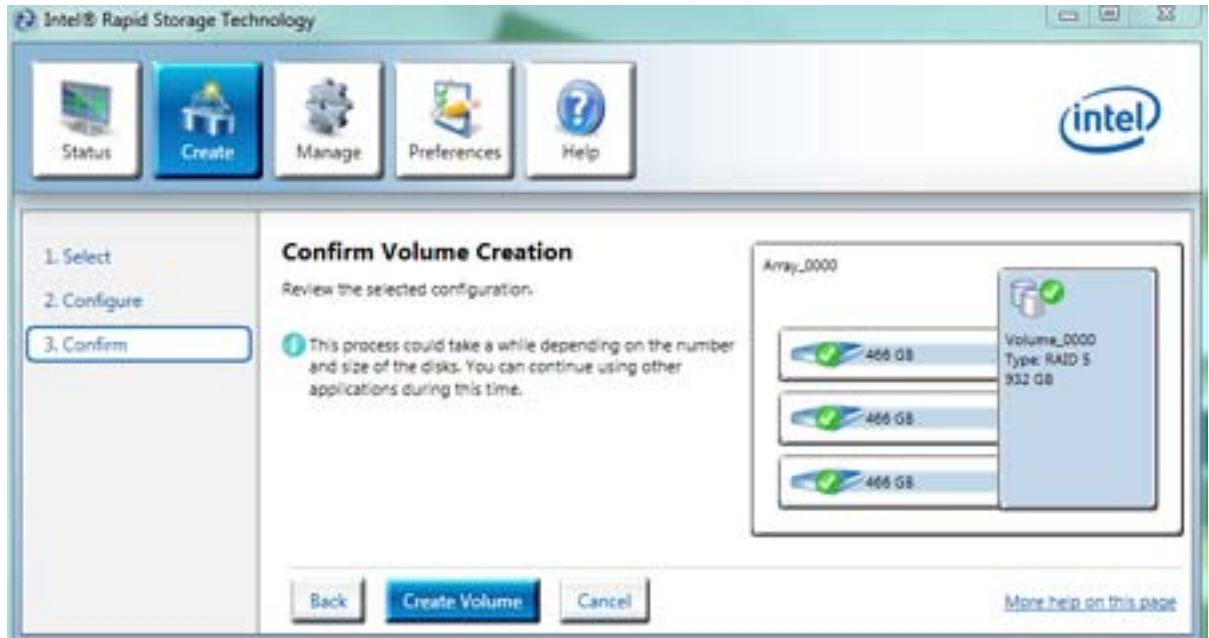 Intel® Rapid Storage Technology
Status
Create
Manage
Preferences
Help
intel
1. Select
2. Configure
3. Confirm
Confirm Volume Creation
Review the selected configuration.
This process could take a while depending on the number
and size of the disks. You can continue using other
applications during this time.
Array_0000
466 GB
466 GB
466 GB
Volume_0000
Type: RAID 5
932 GB
Back
Create Volume
Cancel
More help on this page